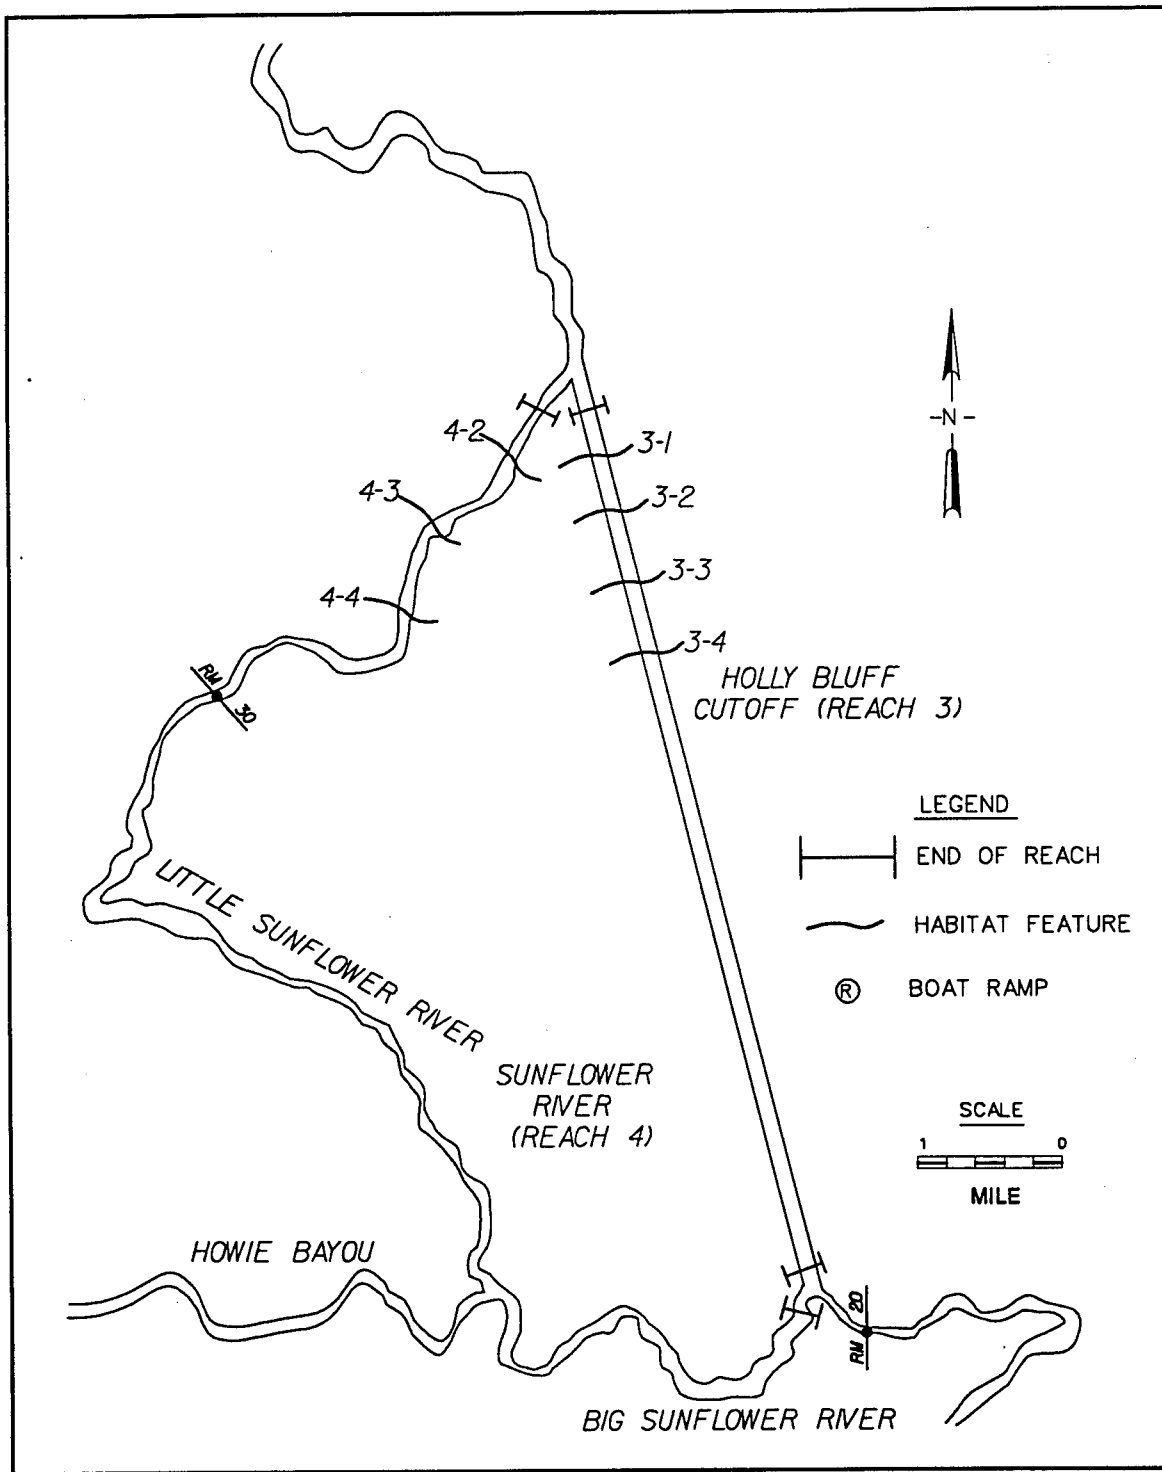 -N-
4-2
3-1
4-3
3-2
3-3
4-4
3-4
HOLLY BLUFF
CUTOFF (REACH 3)
RM 30
LEGEND
END OF REACH
HABITAT FEATURE
R BOAT RAMP
LITTLE SUNFLOWER RIVER
SUNFLOWER
RIVER
(REACH 4)
SCALE
1 0
MILE
HOWIE BAYOU
RM 20
BIG SUNFLOWER RIVER